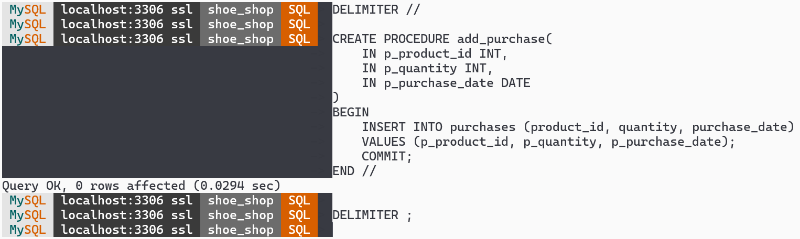 MySQL localhost:3306 ssl shoe_shop SQL DELIMITER //
MySQL localhost:3306 ssl shoe_shop SQL
MySQL localhost:3306 ssl shoe_shop SQL CREATE PROCEDURE add_purchase(
IN p_product_id INT,
IN p_quantity INT,
IN p_purchase_date DATE
)
BEGIN
INSERT INTO purchases (product_id, quantity, purchase_date)
VALUES (p_product_id, p_quantity, p_purchase_date);
COMMIT;
END //
Query OK, 0 rows affected (0.0294 sec)
MySQL localhost:3306 ssl shoe_shop SQL
MySQL localhost:3306 ssl shoe_shop SQL DELIMITER ;
MySQL localhost:3306 ssl shoe_shop SQL